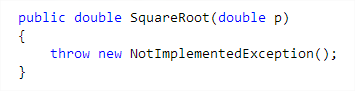 public double SquareRoot(double p)
{
    throw new NotImplementedException();
}